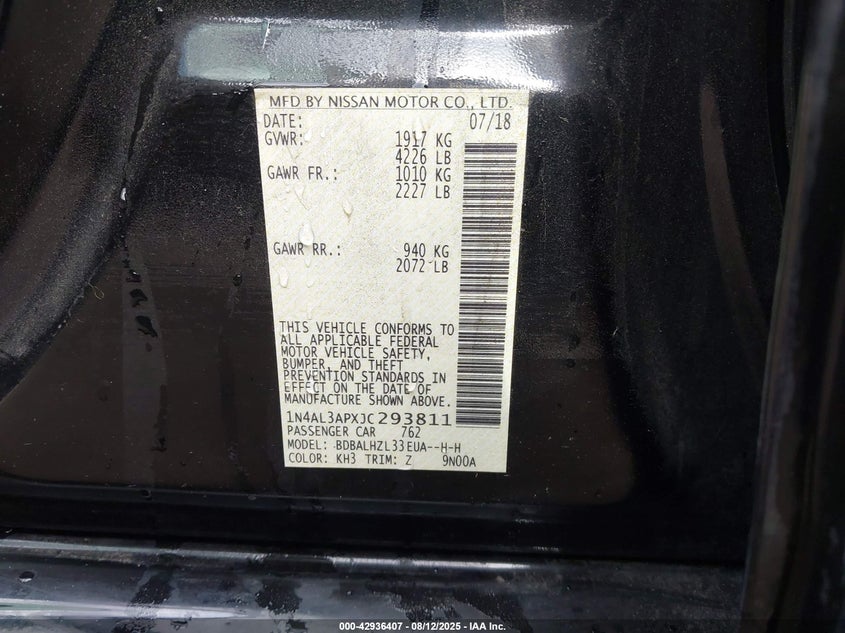 MFD BY NISSAN MOTOR CO., LTD.
DATE: 07/18
GVWR: 1917 KG
4226 LB
GAWR FR.: 1010 KG
2227 LB
GAWR RR.: 940 KG
2072 LB
THIS VEHICLE CONFORMS TO
ALL APPLICABLE FEDERAL
MOTOR VEHICLE SAFETY,
BUMPER, AND THEFT
PREVENTION STANDARDS IN
EFFECT ON THE DATE OF
MANUFACTURE SHOWN ABOVE.
1N4AL3APXJC293811
PASSENGER CAR 762
MODEL: BDBALHZL33EUA--H-H
COLOR: KH3 TRIM: Z 9N00A
000-42936407 - 08/12/2025 - IAA Inc.